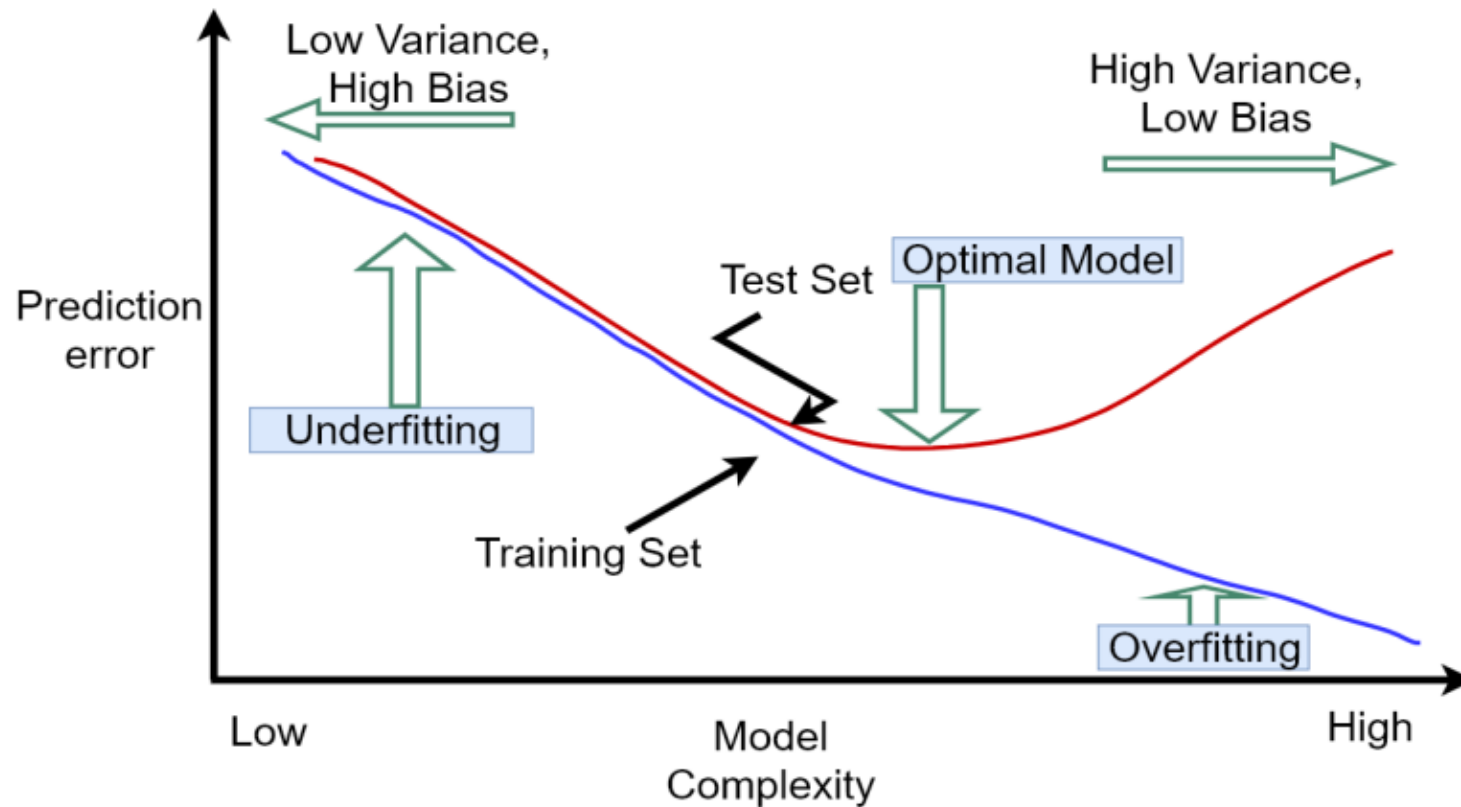 Low Variance,
High Bias
High Variance,
Low Bias
Optimal Model
Test Set
Prediction
error
Underfitting
Training Set
Overfitting
Low
Model
Complexity
High